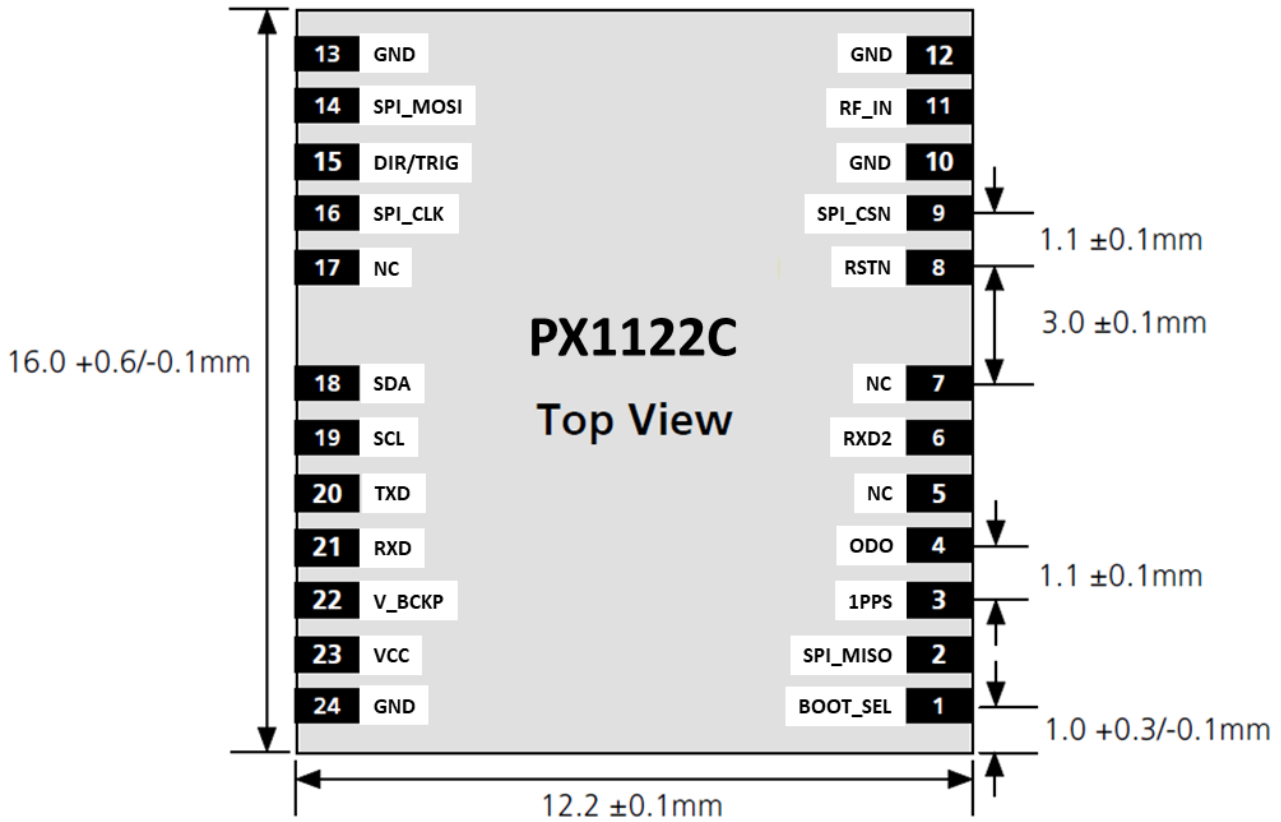 13 GND GND 12
14 SPI_MOSI RF_IN 11
15 DIR/TRIG GND 10
16 SPI_CLK SPI_CSN 9
1.1 ±0.1mm
17 NC RSTN 8
PX1122C
3.0 ±0.1mm
16.0 +0.6/-0.1mm
18 SDA NC 7
Top View
19 SCL RXD2 6
20 TXD NC 5
21 RXD ODO 4
1.1 ±0.1mm
22 V_BCKP 1PPS 3
23 VCC SPI_MISO 2
24 GND BOOT_SEL 1
1.0 +0.3/-0.1mm
12.2 ±0.1mm